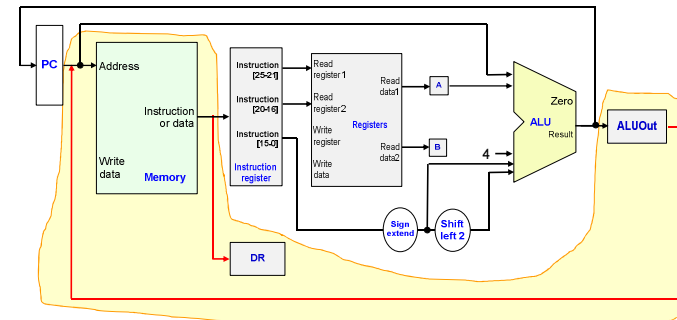 PC
Address
Instruction
or data
Write
data
Memory
Instruction
[25-21]
Instruction
[20-16]
Instruction
[15-0]
Instruction
register
Read
register1
Read
register2
Write
register
Write
data
Registers
Read
data1
Read
data2
A
B
4
Sign
extend
Shift
left 2
Zero
ALU
Result
ALUOut
DR